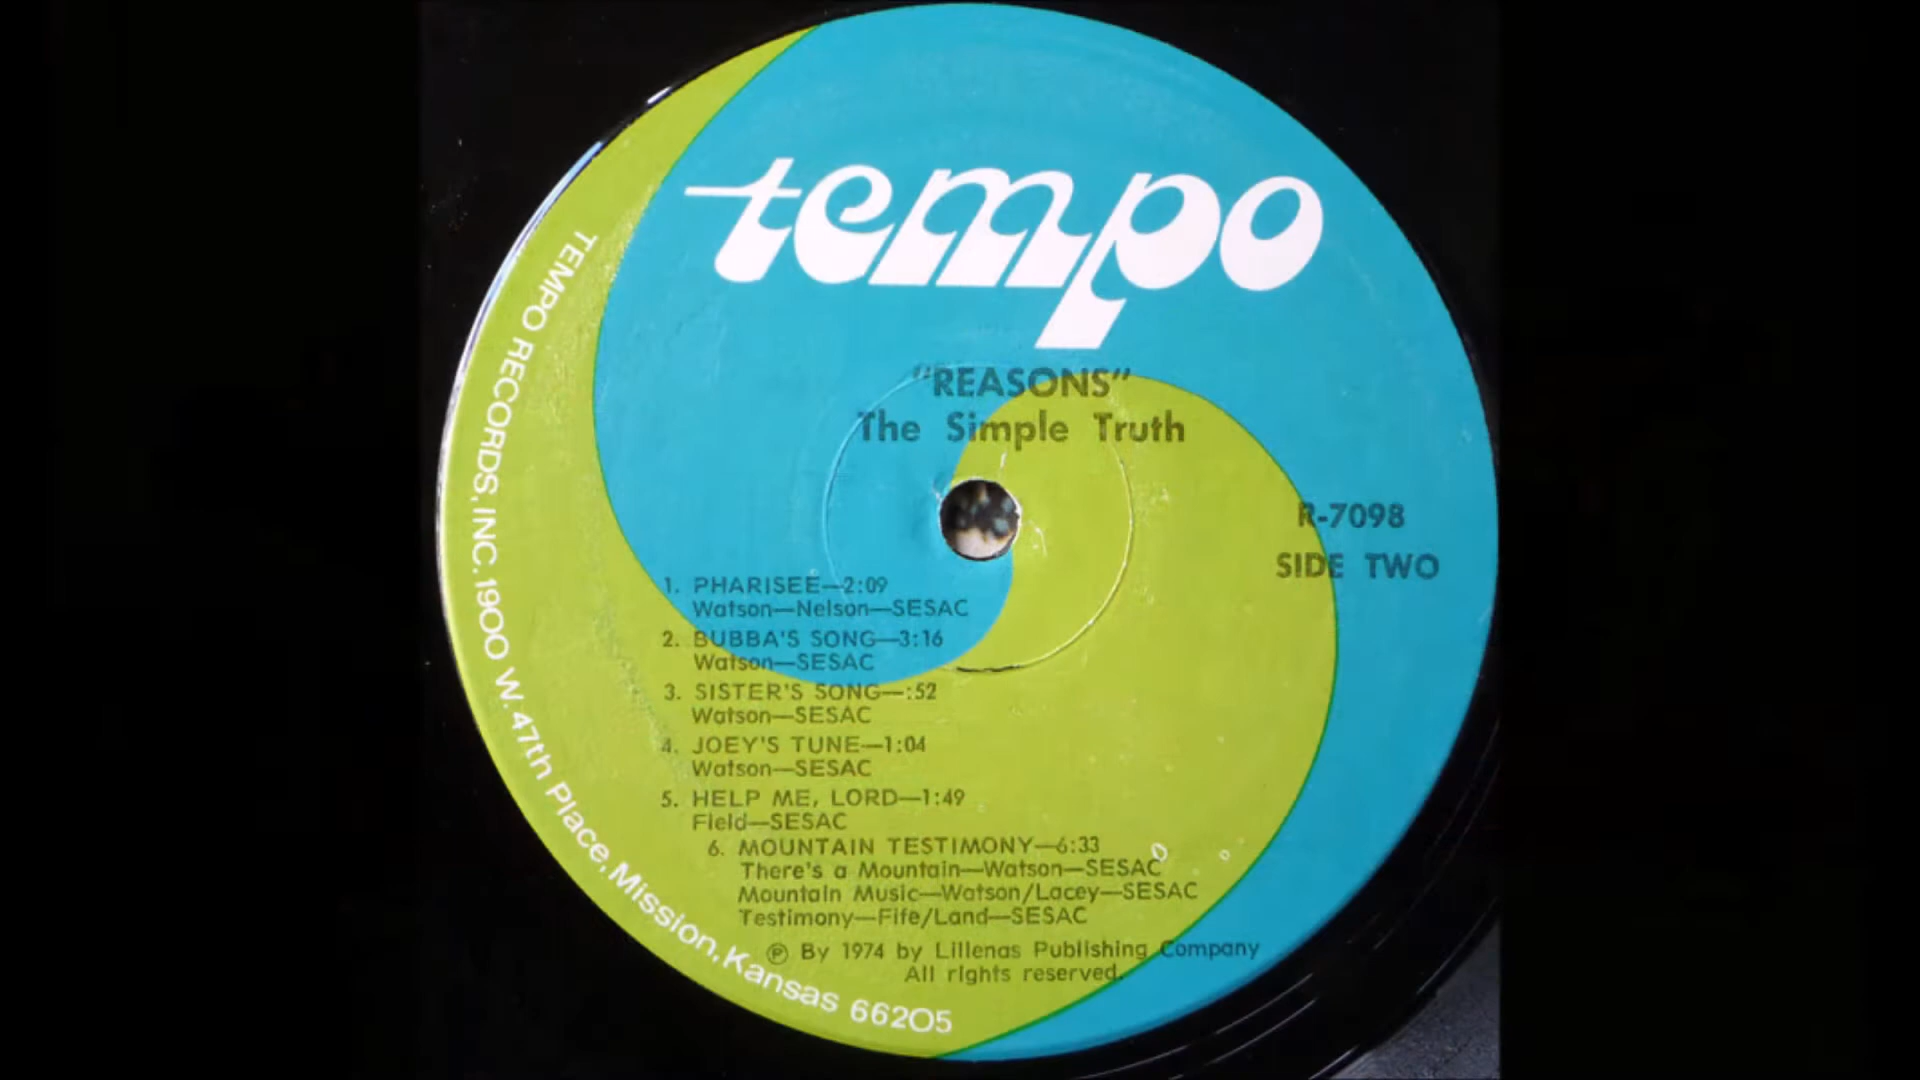 tempo
"REASONS"
The Simple Truth
R-7098
SIDE TWO
1. PHARISEE—2:09
Watson—Nelson—SESAC
2. BUBBA'S SONG—3:16
Watson—SESAC
3. SISTER'S SONG—:52
Watson—SESAC
4. JOEY'S TUNE—1:04
Watson—SESAC
5. HELP ME, LORD—1:49
Field—SESAC
6. MOUNTAIN TESTIMONY—6:33
There's a Mountain—Watson—SESAC
Mountain Music—Watson/Lacey—SESAC
Testimony—Fife/Land—SESAC
℗ By 1974 by Lillenas Publishing Company
All rights reserved.
TEMPO RECORDS, INC. 1900 W. 47th Place, Mission, Kansas 66205